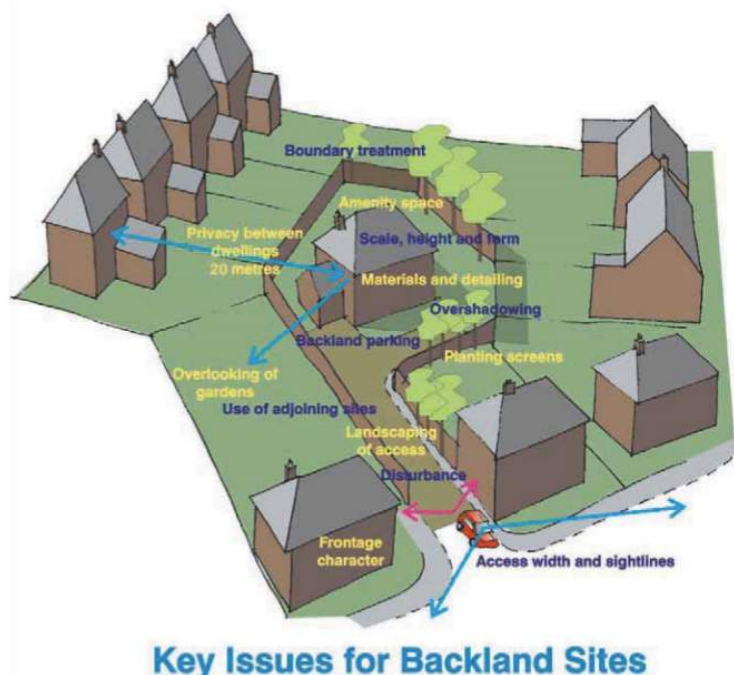 Boundary treatment
Amenity space
Privacy between
dwellings
20 metres
Scale, height and form
Materials and detailing
Overshadowing
Backland parking
Planting screens
Overlooking of
gardens
Use of adjoining sites
Landscaping
of access
Disturbance
Frontage
character
Access width and sightlines
Key Issues for Backland Sites